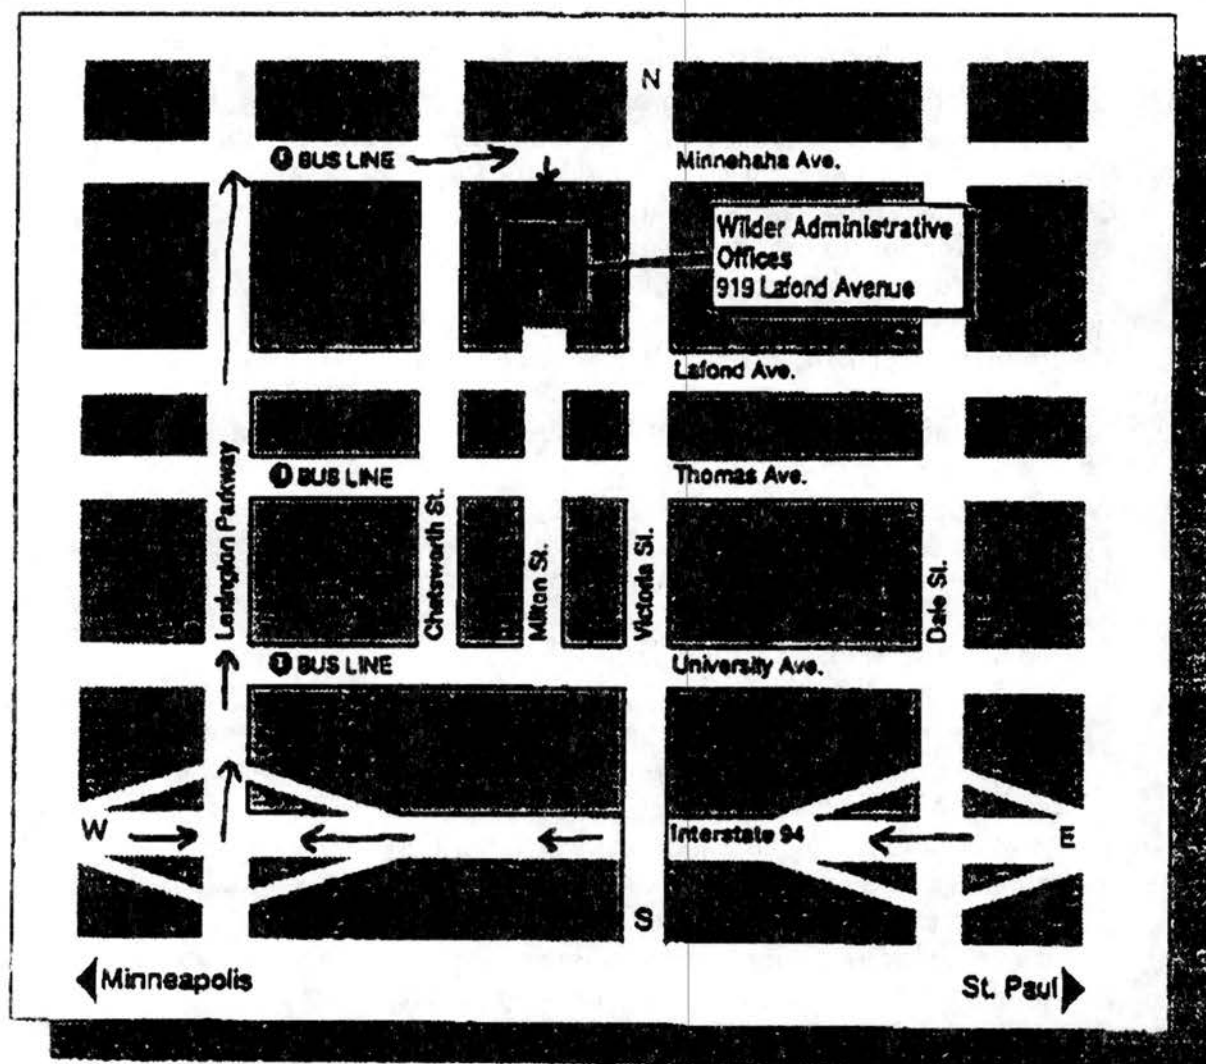 N
BUS LINE
Minnehaha Ave.
Wilder Administrative
Offices
919 Lafond Avenue
Lafond Ave.
BUS LINE
Thomas Ave.
Lexington Parkway
Chatsworth St.
Milton St.
Victoria St.
Dale St.
BUS LINE
University Ave.
W
Interstate 94
E
S
Minneapolis
St. Paul